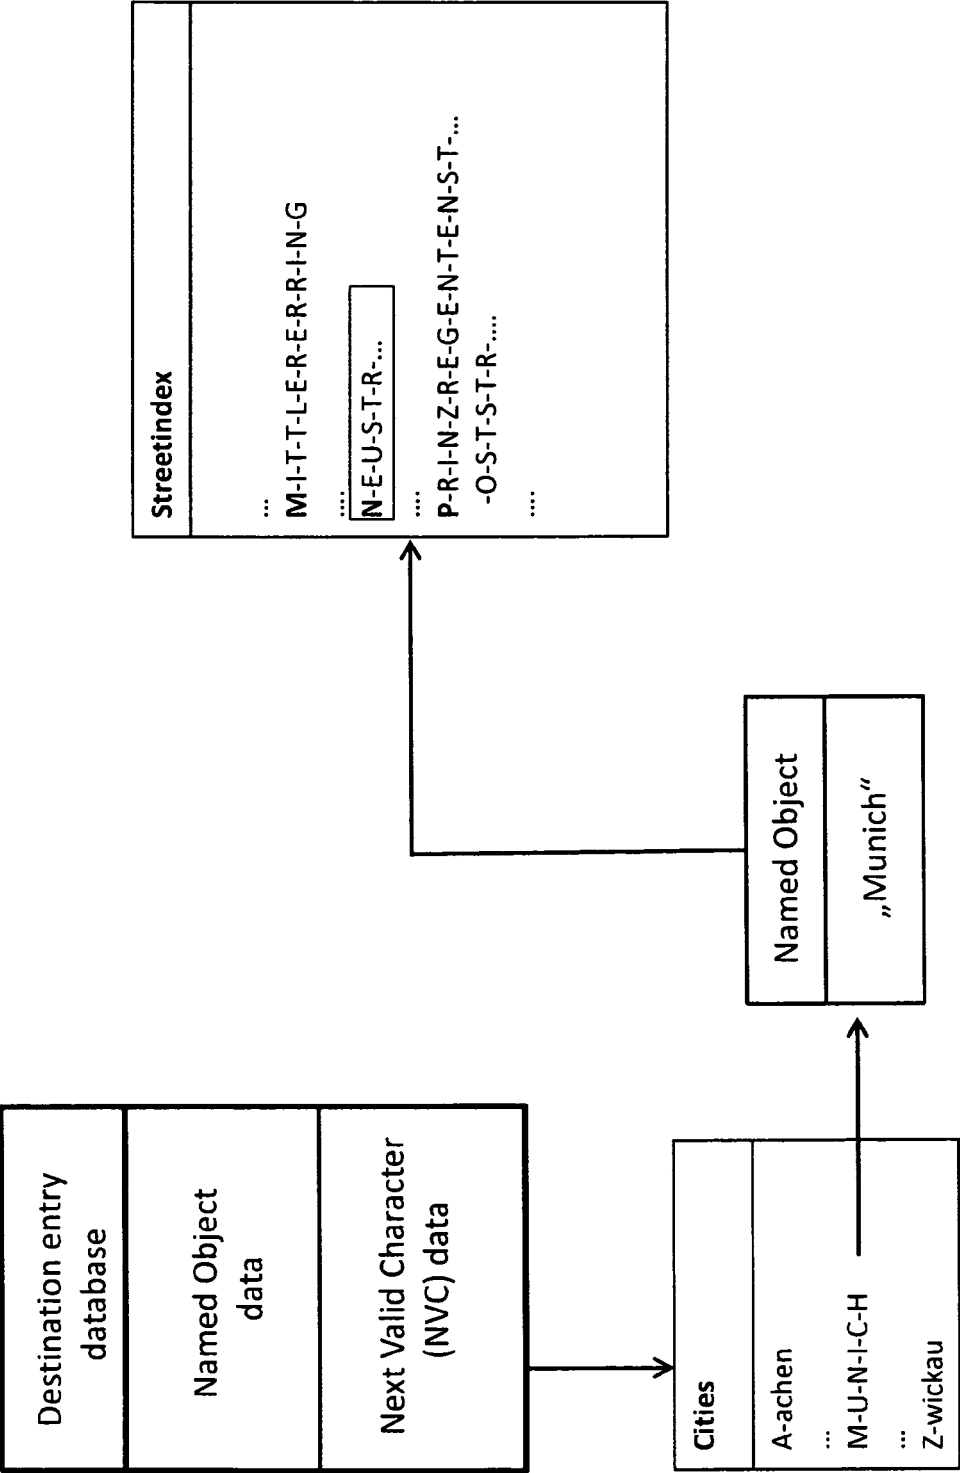 Destination entry
database
Named Object
data
Next Valid Character
(NVC) data
Cities
A-achen
...
M-U-N-I-C-H
...
Z-wickau
Named Object
„Munich“
Streetindex
...
M-I-T-T-L-E-R-E-R-R-I-N-G
....
N-E-U-S-T-R-...
....
P-R-I-N-Z-R-E-G-E-N-T-E-N-S-T-...
-O-S-T-S-T-R-....
....